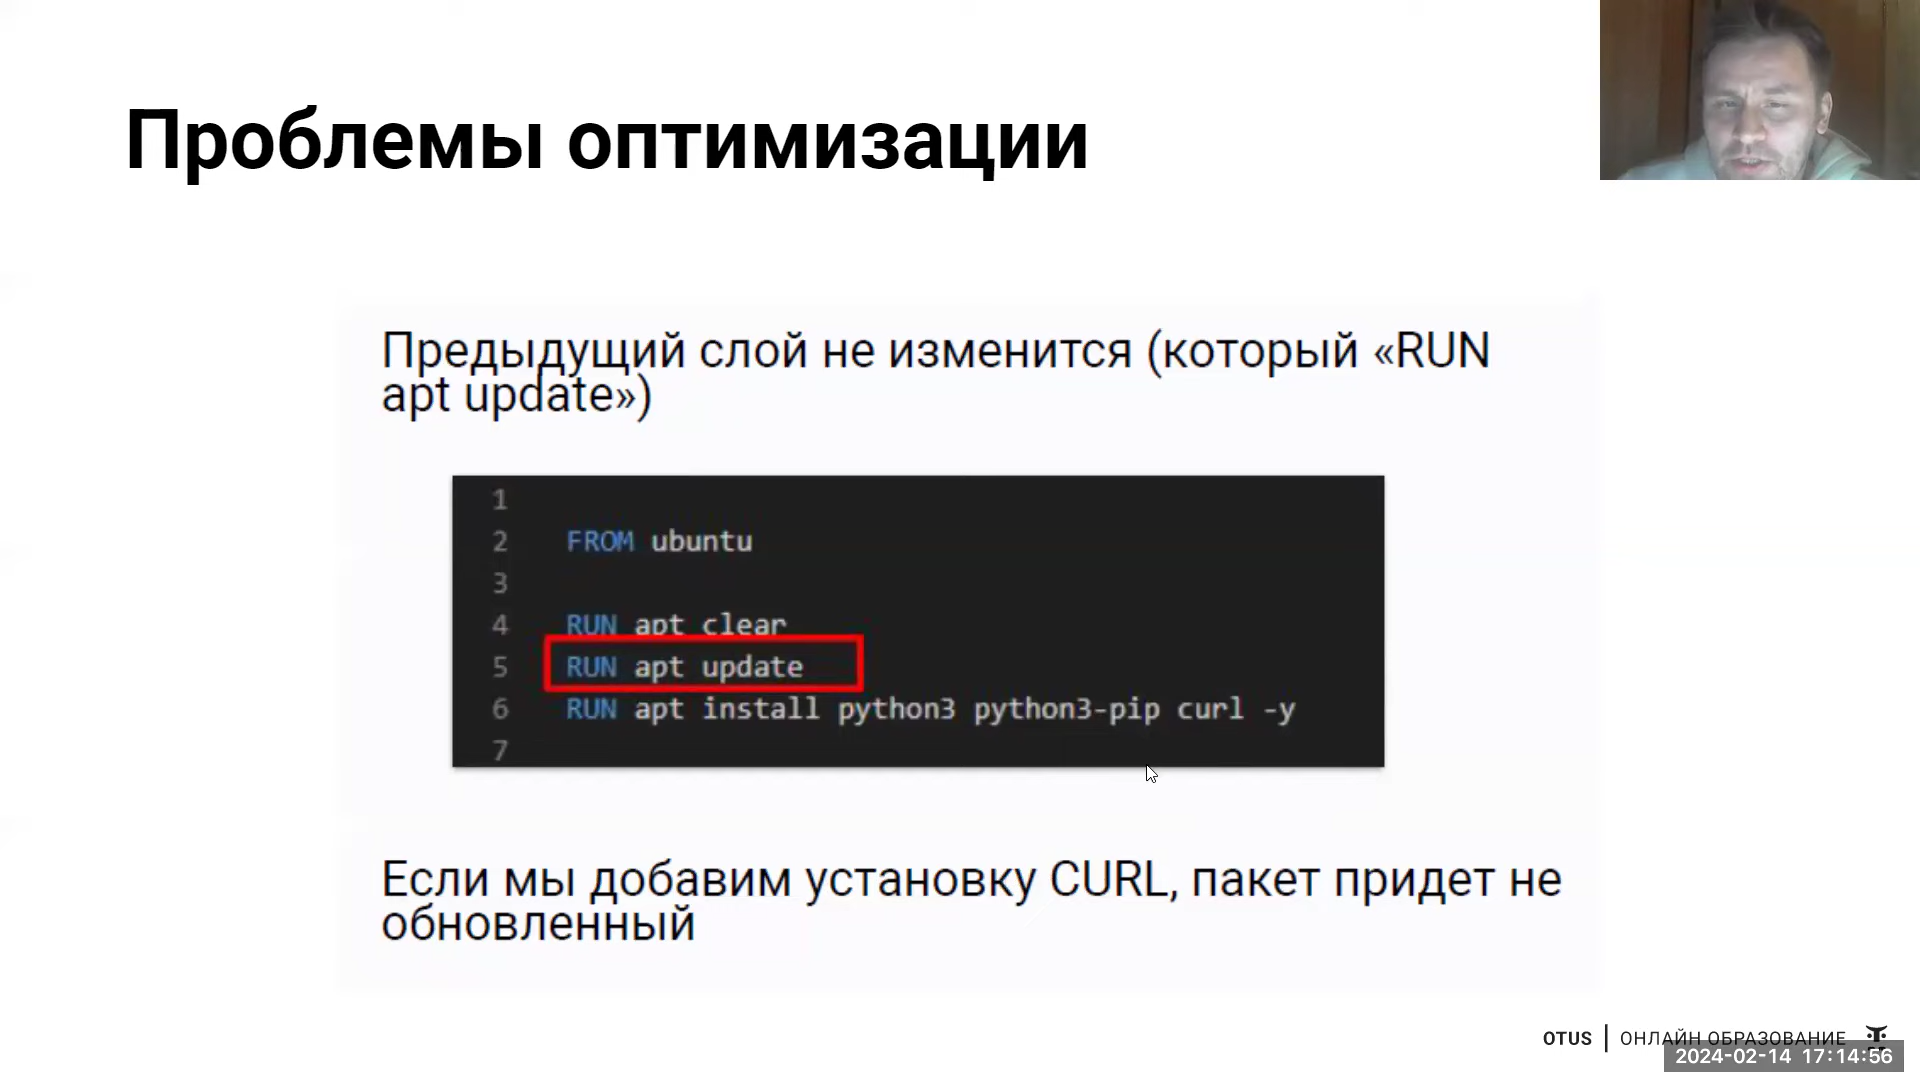 Проблемы оптимизации
Предыдущий слой не изменится (который «RUN
apt update»)
1
2 FROM ubuntu
3
4 RUN apt clear
5 RUN apt update
6 RUN apt install python3 python3-pip curl -y
7
Если мы добавим установку CURL, пакет придет не
обновленный
OTUS | ОНЛАЙН ОБРАЗОВАНИЕ
2024-02-14 17:14:56